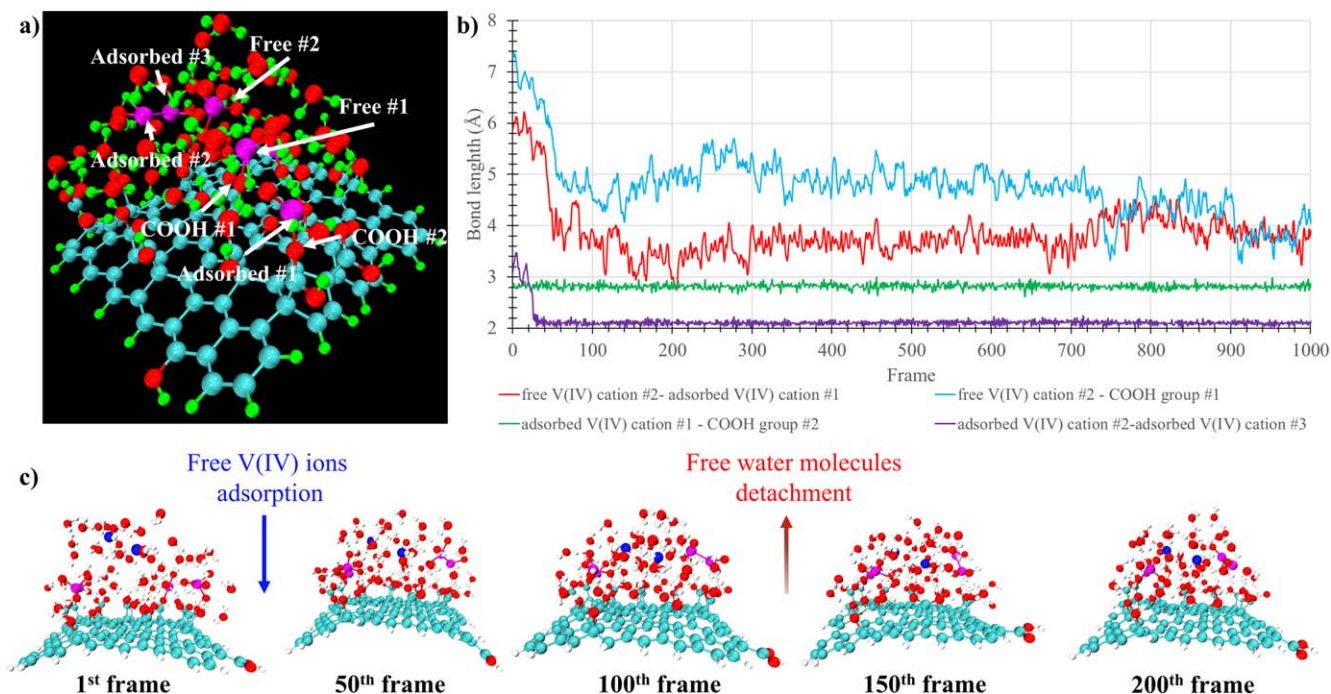 a)
Free #2
Adsorbed #3
Free #1
Adsorbed #2
COOH #1
COOH #2
Adsorbed #1
b)
8
7
6
5
4
3
2
Bond lenghth (Å)
0 100 200 300 400 500 600 700 800 900 1000
Frame
free V(IV) cation #2- adsorbed V(IV) cation #1
free V(IV) cation #2 - COOH group #1
adsorbed V(IV) cation #1 - COOH group #2
adsorbed V(IV) cation #2-adsorbed V(IV) cation #3
c)
Free V(IV) ions
adsorption
Free water molecules
detachment
1st frame
50th frame
100th frame
150th frame
200th frame